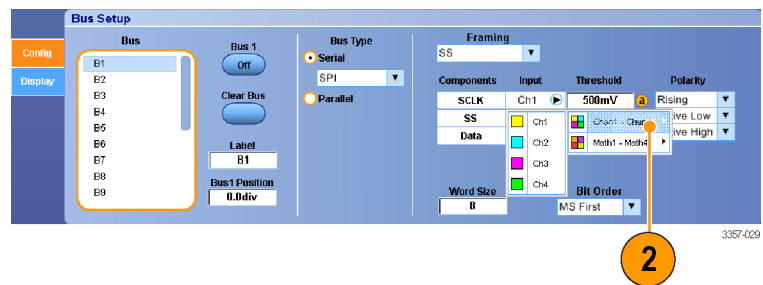 Bus Setup
Config
Display
Bus
B1
B2
B3
B4
B5
B6
B7
B8
B9
Bus 1
Off
Clear Bus
Label
B1
Bus1 Position
0.0div
Bus Type
Serial
SPI
Parallel
Framing
SS
Components Input Threshold Polarity
SCLK Ch1 500mV a Rising
SS ive Low
Data ive High
Ch1
Ch2
Ch3
Ch4
Chan1 - Chan
Math1 - Math4
Word Size
8
Bit Order
MS First
3357-029
2